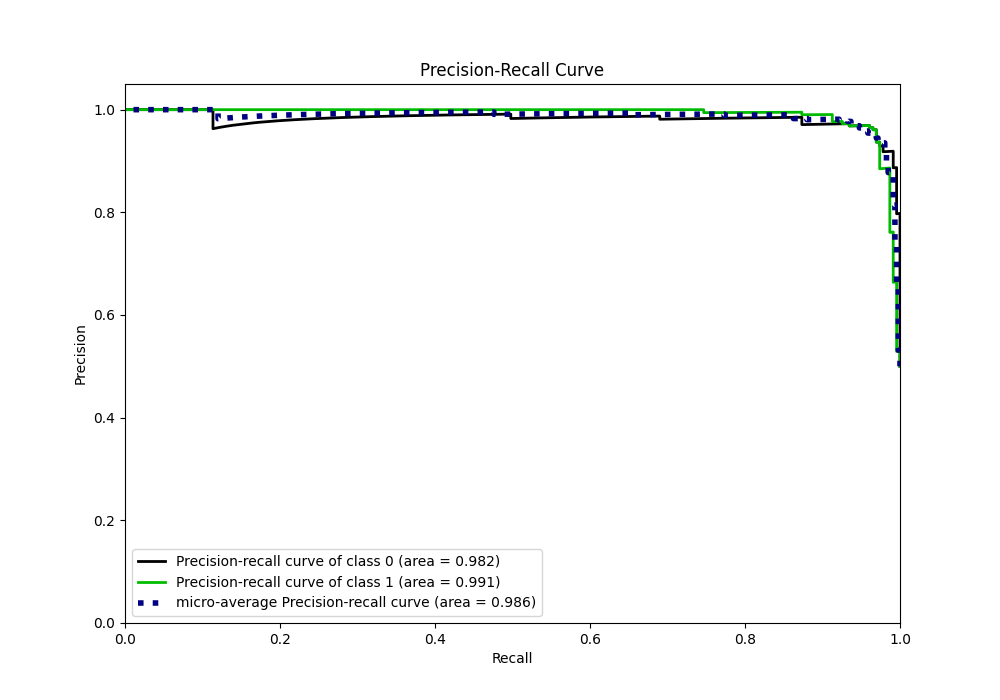 Precision-Recall Curve
1.0
0.8
0.6
0.4
0.2
0.0
Precision
Precision-recall curve of class 0 (area = 0.982)
Precision-recall curve of class 1 (area = 0.991)
micro-average Precision-recall curve (area = 0.986)
0.0 0.2 0.4 0.6 0.8 1.0
Recall